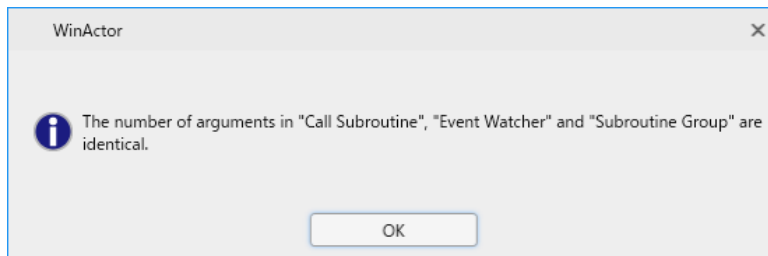 WinActor
The number of arguments in "Call Subroutine", "Event Watcher" and "Subroutine Group" are
identical.
OK